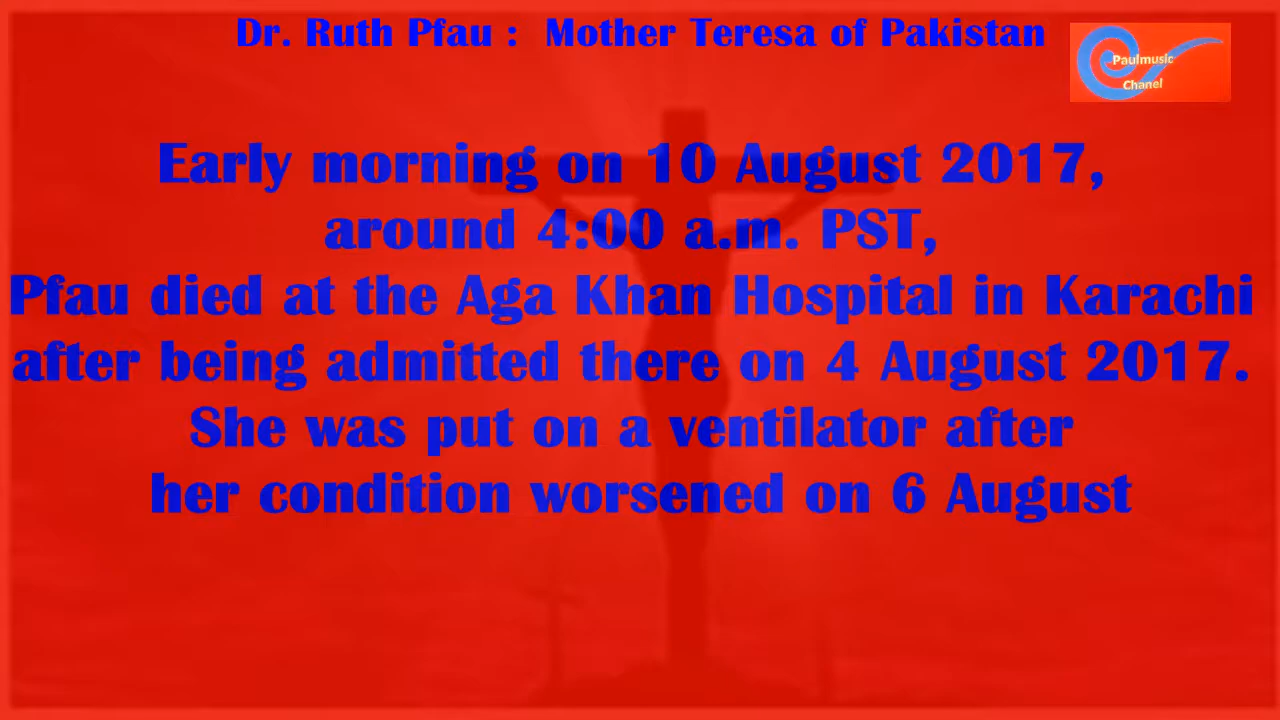 Dr. Ruth Pfau :  Mother Teresa of Pakistan
Paulmusic
Chanel
Early morning on 10 August 2017,
around 4:00 a.m. PST,
Pfau died at the Aga Khan Hospital in Karachi
after being admitted there on 4 August 2017.
She was put on a ventilator after
her condition worsened on 6 August